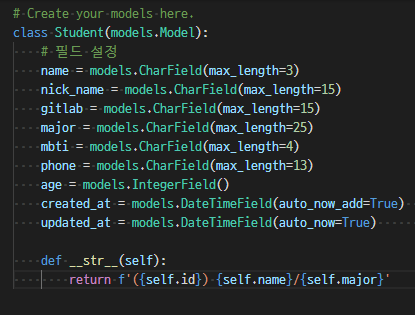 # Create your models here.
class Student(models.Model):
    # 필드 설정
    name = models.CharField(max_length=3)
    nick_name = models.CharField(max_length=15)
    gitlab = models.CharField(max_length=15)
    major = models.CharField(max_length=25)
    mbti = models.CharField(max_length=4)
    phone = models.CharField(max_length=13)
    age = models.IntegerField()
    created_at = models.DateTimeField(auto_now_add=True)
    updated_at = models.DateTimeField(auto_now=True)
    def __str__(self):
        return f'({self.id}) {self.name}/{self.major}'